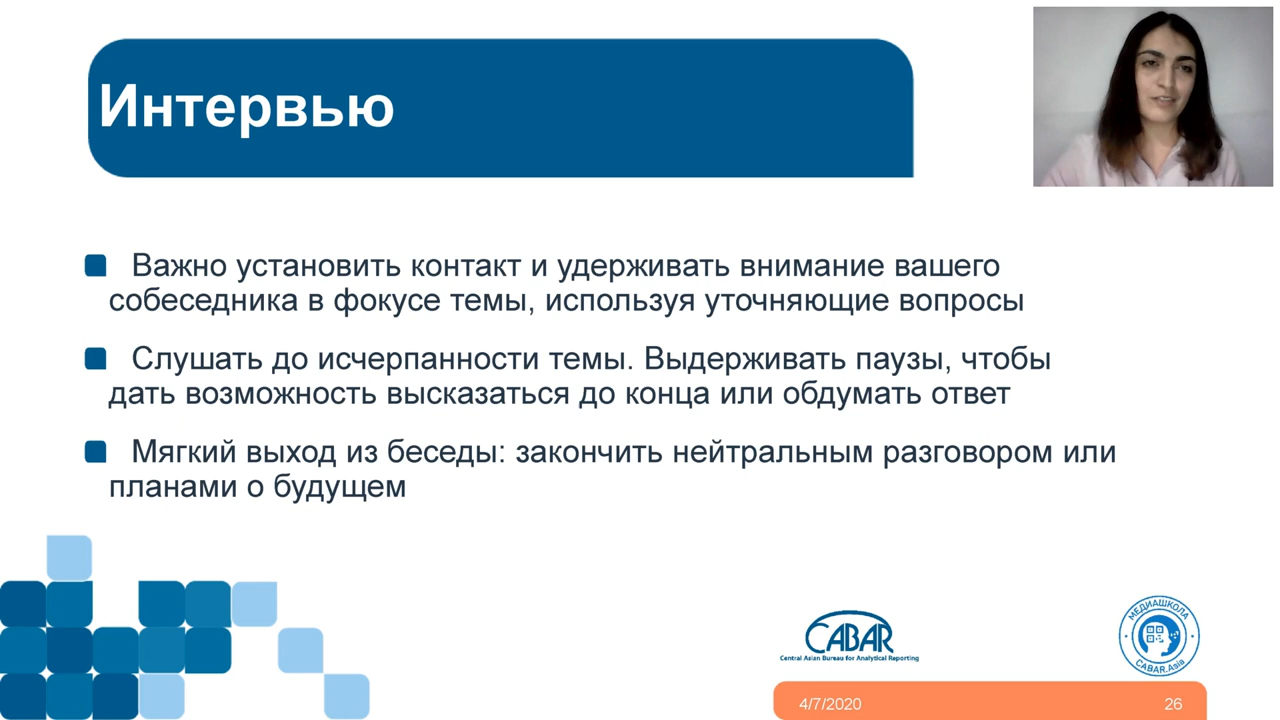 Интервью
Важно установить контакт и удерживать внимание вашего
собеседника в фокусе темы, используя уточняющие вопросы
Слушать до исчерпанности темы. Выдерживать паузы, чтобы
дать возможность высказаться до конца или обдумать ответ
Мягкий выход из беседы: закончить нейтральным разговором или
планами о будущем
CABAR
Central Asian Bureau for Analytical Reporting
МЕДИАШКОЛА
CABAR.Asia
4/7/2020
26